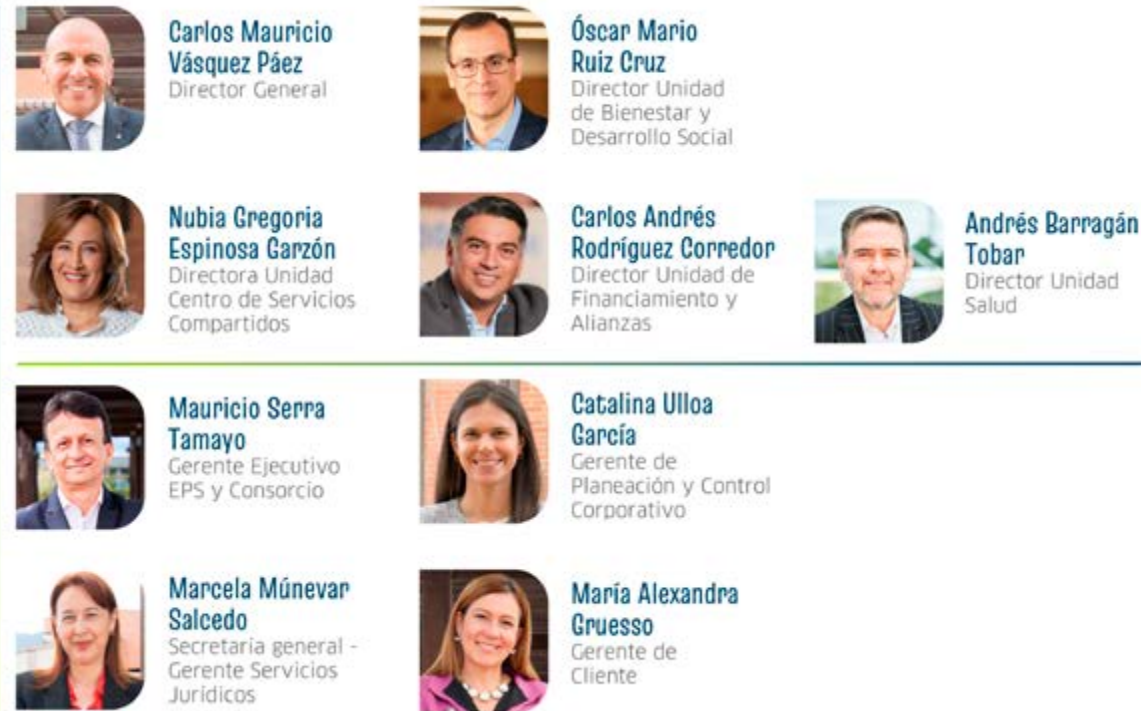 Carlos Mauricio
Vásquez Páez
Director General
Óscar Mario
Ruiz Cruz
Director Unidad
de Bienestar y
Desarrollo Social
Nubia Gregoria
Espinosa Garzón
Directora Unidad
Centro de Servicios
Compartidos
Carlos Andrés
Rodríguez Corredor
Director Unidad de
Financiamiento y
Alianzas
Andrés Barragán
Tobar
Director Unidad
Salud
Mauricio Serra
Tamayo
Gerente Ejecutivo
EPS y Consorcio
Catalina Ulloa
García
Gerente de
Planeación y Control
Corporativo
Marcela Múnevar
Salcedo
Secretaria general -
Gerente Servicios
Jurídicos
María Alexandra
Gruesso
Gerente de
Cliente